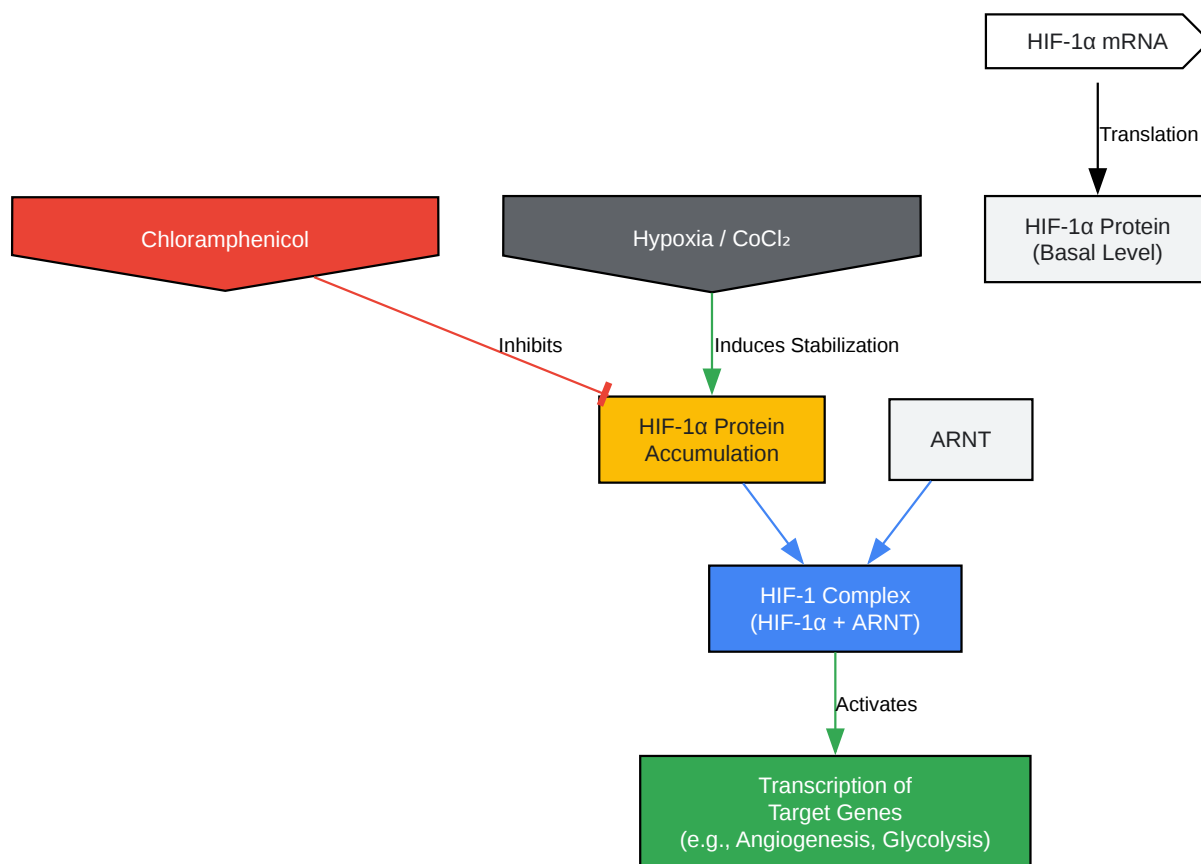 HIF-1α mRNA
Translation
Chloramphenicol
Hypoxia / CoCl₂
HIF-1α Protein
(Basal Level)
Inhibits
Induces Stabilization
HIF-1α Protein
Accumulation
ARNT
HIF-1 Complex
(HIF-1α + ARNT)
Activates
Transcription of
Target Genes
(e.g., Angiogenesis, Glycolysis)